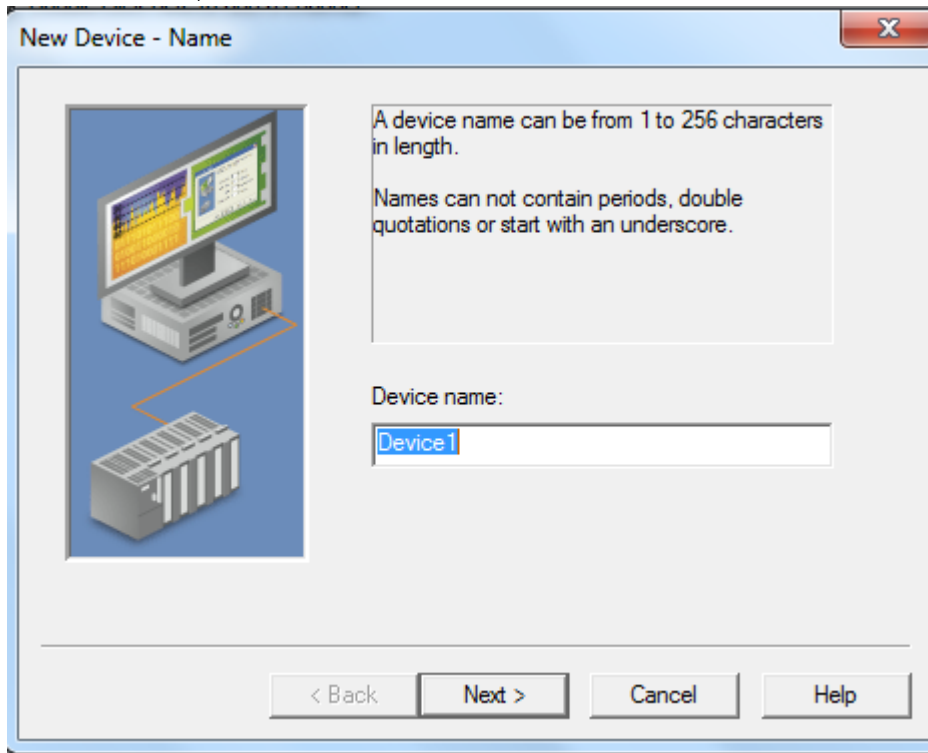 New Device - Name
A device name can be from 1 to 256 characters
in length.
Names can not contain periods, double
quotations or start with an underscore.
Device name:
Device1
< Back
Next >
Cancel
Help